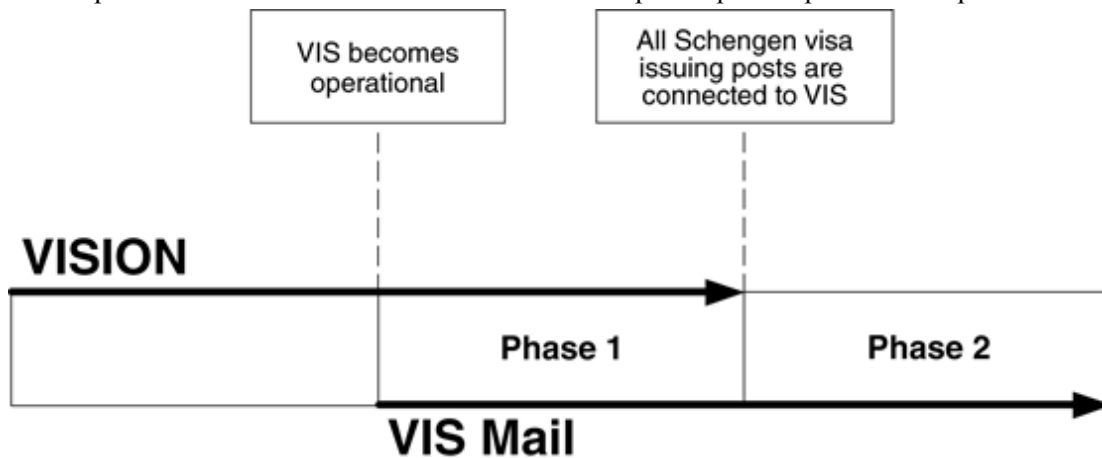 VIS becomes
operational
All Schengen visa
issuing posts are
connected to VIS
VISION
Phase 1
Phase 2
VIS Mail